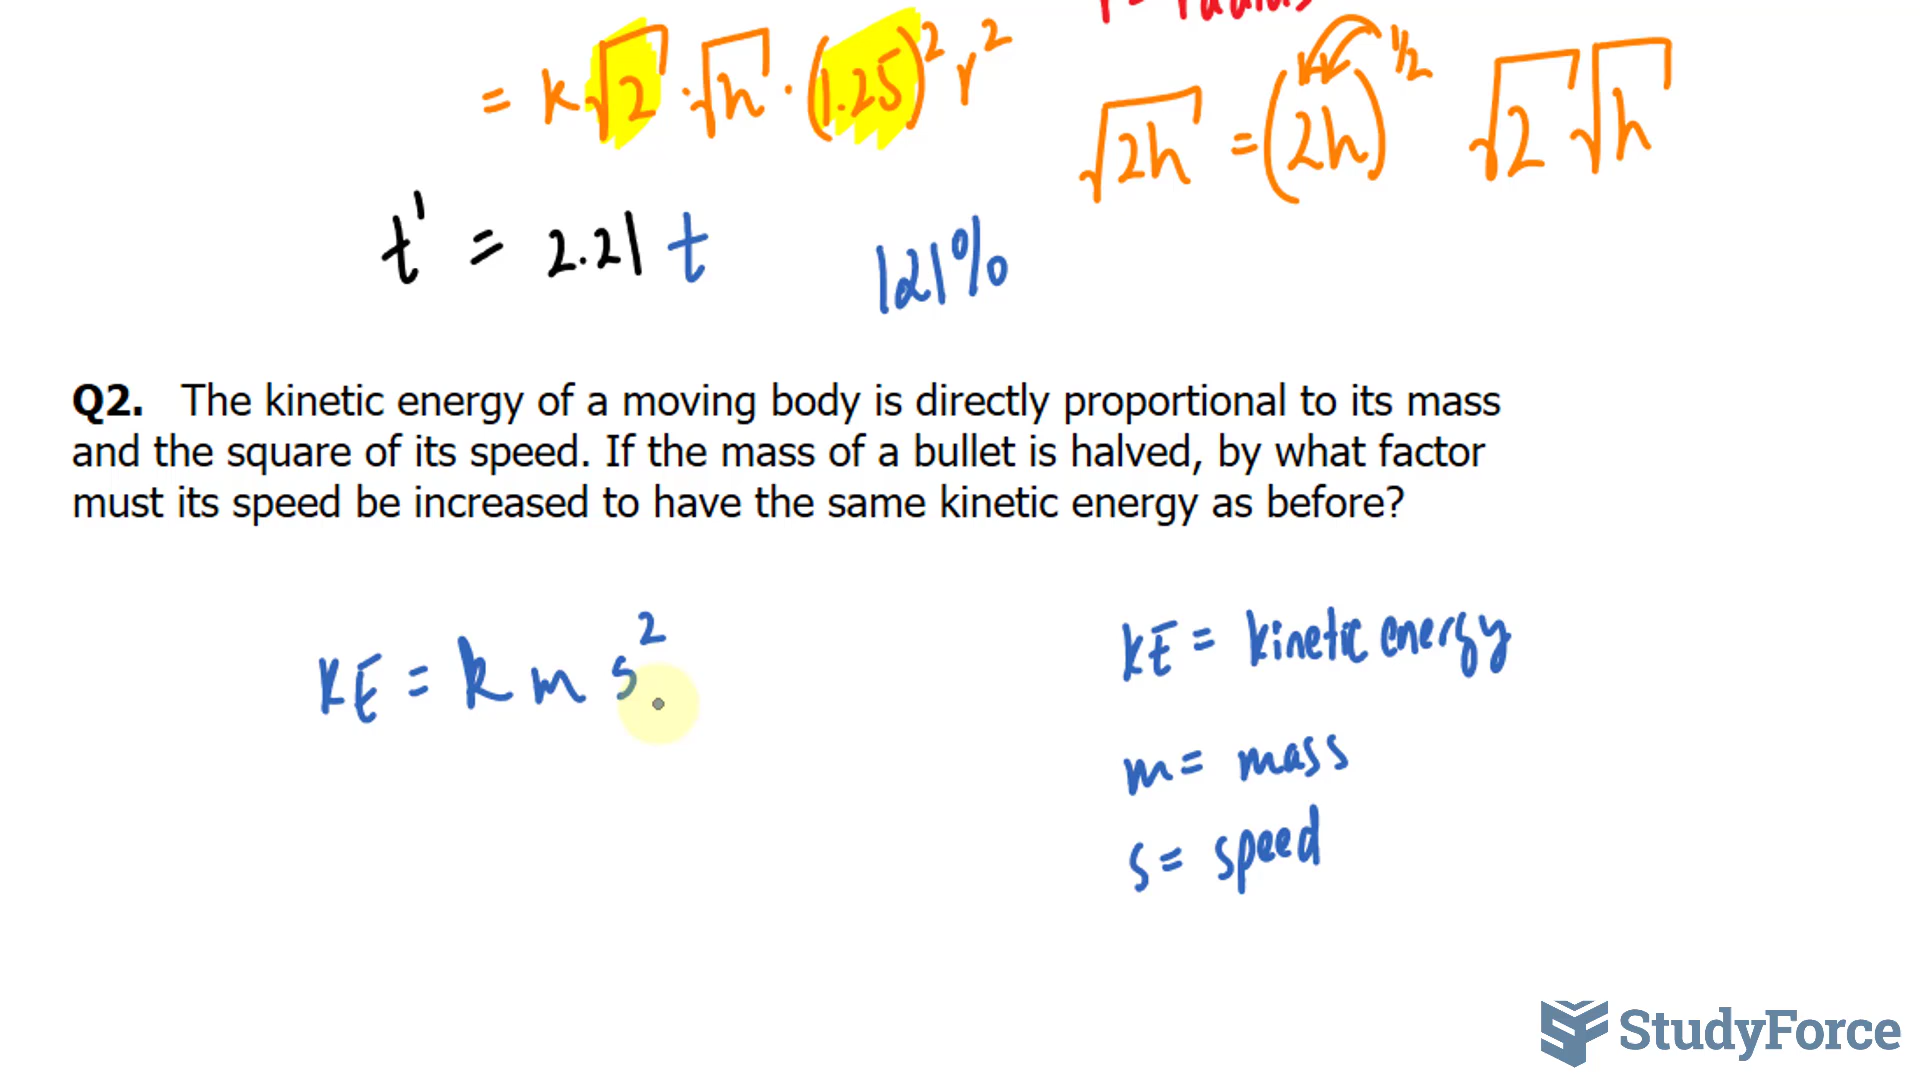 r = radius
= k√2 · √h · (1.25)² r²
√2h = (2h)^1/2 √2 √h
t' = 2.21 t 121%
Q2. The kinetic energy of a moving body is directly proportional to its mass
and the square of its speed. If the mass of a bullet is halved, by what factor
must its speed be increased to have the same kinetic energy as before?
KE = k m s²
KE = kinetic energy
m = mass
s = speed
StudyForce